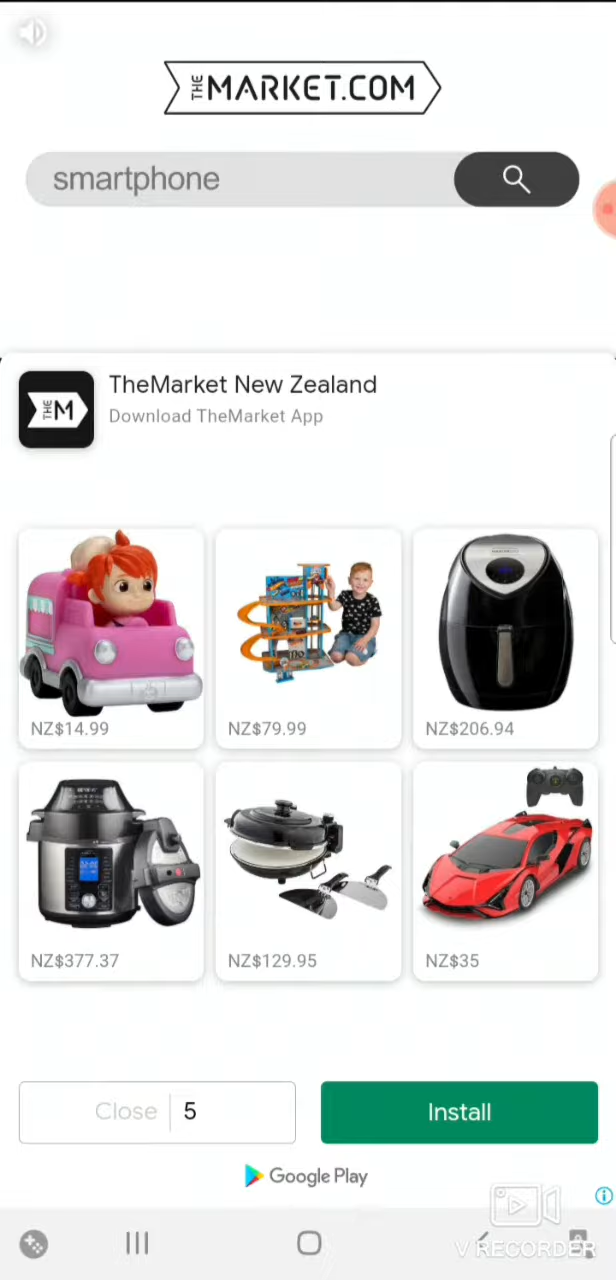 THE MARKET.COM
smartphone
THE M
TheMarket New Zealand
Download TheMarket App
NZ$14.99
NZ$79.99
NZ$206.94
NZ$377.37
NZ$129.95
NZ$35
Close 5
Install
Google Play
V RECORDER